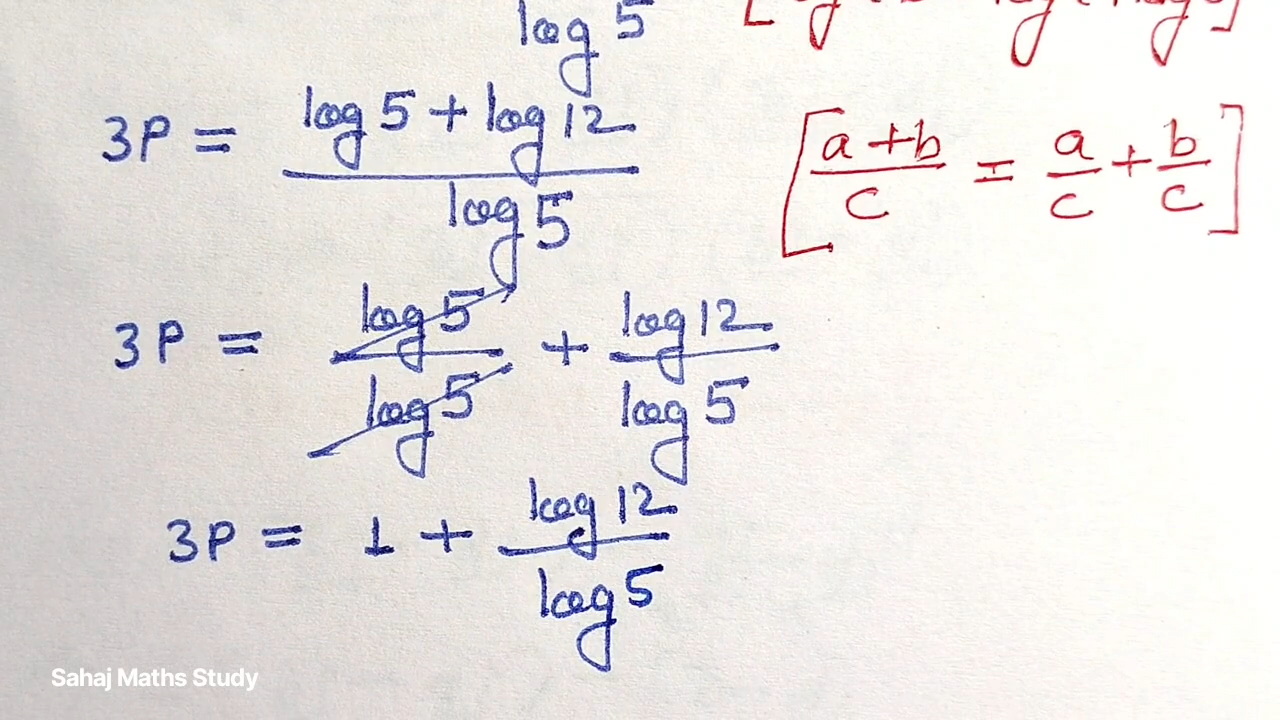 log 5
3P = (log 5 + log 12) / log 5
[(a + b) / c = a / c + b / c]
3P = log 5 / log 5 + log 12 / log 5
3P = 1 + log 12 / log 5
Sahaj Maths Study